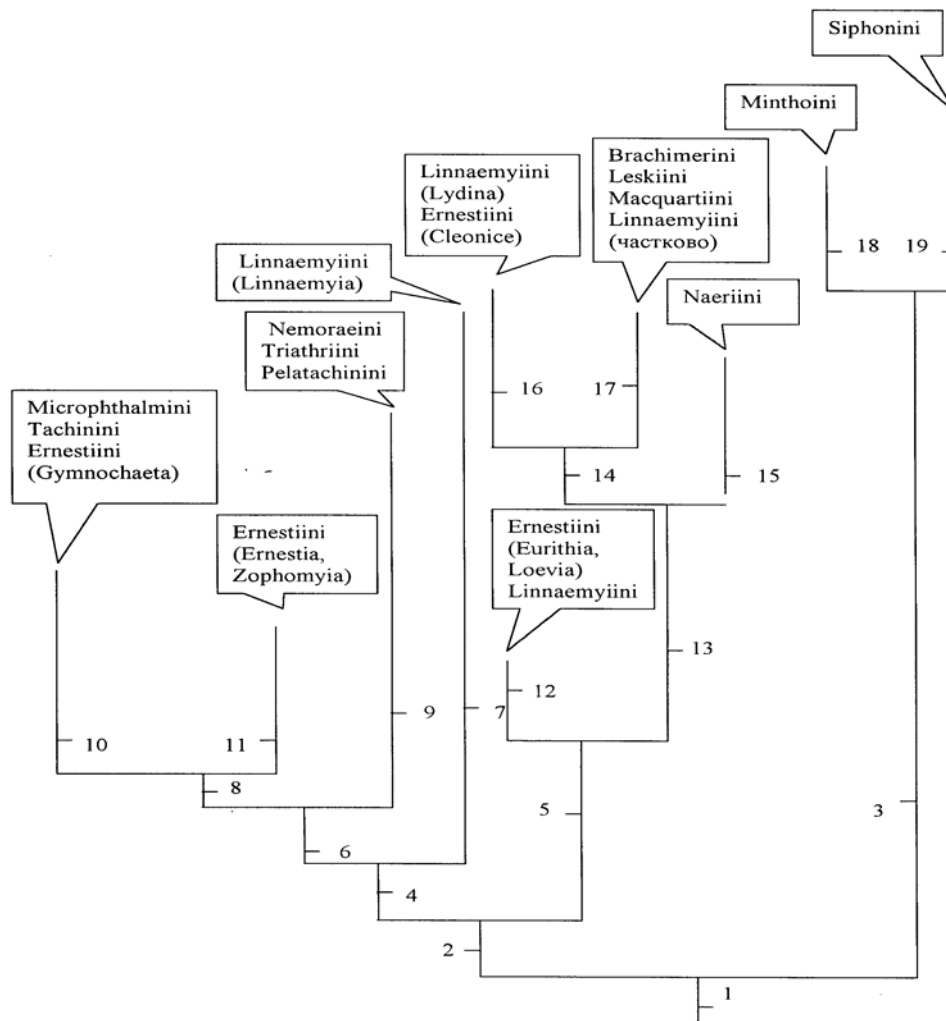 Siphonini
Minthoini
Brachimerini
Leskiini
Macquartiini
Linnaemyiini
(частково)
Linnaemyiini
(Lydina)
Ernestiini
(Cleonice)
18
19
Linnaemyiini
(Linnaemyia)
Naeriini
Nemoraeini
Triathriini
Pelatachinini
16
17
Microphthalmini
Tachinini
Ernestiini
(Gymnochaeta)
14
15
Ernestiini
(Ernestia,
Zophomyia)
Ernestiini
(Eurithia,
Loevia)
Linnaemyiini
13
12
9
7
10
11
8
5
3
6
4
2
1